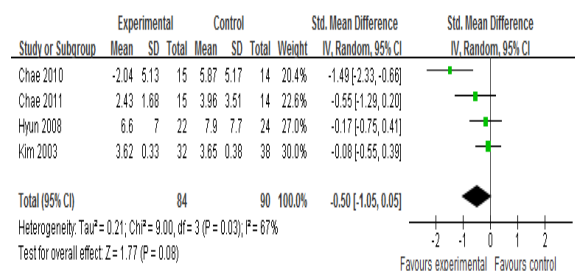 Experimental Control Std. Mean Difference Std. Mean Difference
Study or Subgroup Mean SD Total Mean SD Total Weight IV, Random, 95% CI IV, Random, 95% CI
Chae 2010 -2.04 5.13 15 5.87 5.17 14 20.4% -1.49 [-2.33, -0.66]
Chae 2011 2.43 1.68 15 3.96 3.51 14 22.6% -0.55 [-1.29, 0.20]
Hyun 2008 6.6 7 22 7.9 7.7 24 27.0% -0.17 [-0.75, 0.41]
Kim 2003 3.62 0.33 32 3.65 0.38 38 30.0% -0.08 [-0.55, 0.39]
Total (95% CI) 84 90 100.0% -0.50 [-1.05, 0.05]
Heterogeneity: Tau² = 0.21; Chi² = 9.00, df = 3 (P = 0.03); I² = 67%
Test for overall effect: Z = 1.77 (P = 0.08)
-2 -1 0 1 2
Favours experimental Favours control